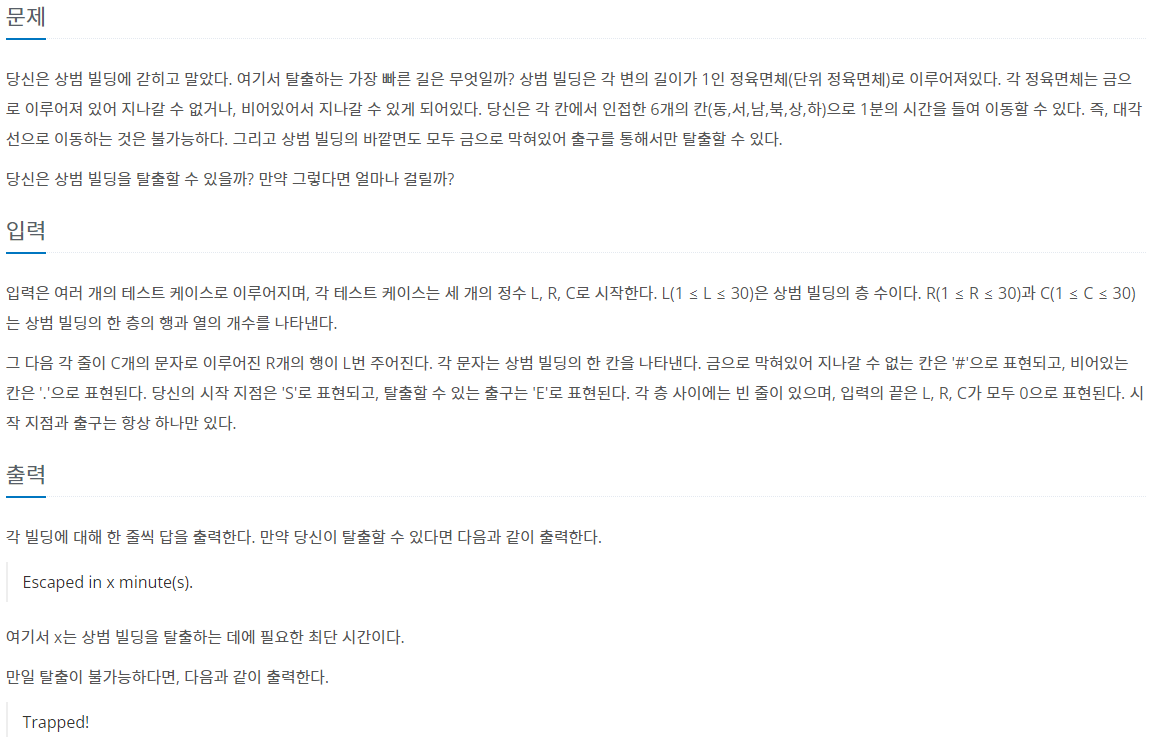 문제
당신은 상범 빌딩에 갇히고 말았다. 여기서 탈출하는 가장 빠른 길은 무엇일까? 상범 빌딩은 각 변의 길이가 1인 정육면체(단위 정육면체)로 이루어져있다. 각 정육면체는 금으
로 이루어져 있어 지나갈 수 없거나, 비어있어서 지나갈 수 있게 되어있다. 당신은 각 칸에서 인접한 6개의 칸(동,서,남,북,상,하)으로 1분의 시간을 들여 이동할 수 있다. 즉, 대각
선으로 이동하는 것은 불가능하다. 그리고 상범 빌딩의 바깥면도 모두 금으로 막혀있어 출구를 통해서만 탈출할 수 있다.
당신은 상범 빌딩을 탈출할 수 있을까? 만약 그렇다면 얼마나 걸릴까?
입력
입력은 여러 개의 테스트 케이스로 이루어지며, 각 테스트 케이스는 세 개의 정수 L, R, C로 시작한다. L(1 ≤ L ≤ 30)은 상범 빌딩의 층 수이다. R(1 ≤ R ≤ 30)과 C(1 ≤ C ≤ 30)
는 상범 빌딩의 한 층의 행과 열의 개수를 나타낸다.
그 다음 각 줄이 C개의 문자로 이루어진 R개의 행이 L번 주어진다. 각 문자는 상범 빌딩의 한 칸을 나타낸다. 금으로 막혀있어 지나갈 수 없는 칸은 '#'으로 표현되고, 비어있는
칸은 '.'으로 표현된다. 당신의 시작 지점은 'S'로 표현되고, 탈출할 수 있는 출구는 'E'로 표현된다. 각 층 사이에는 빈 줄이 있으며, 입력의 끝은 L, R, C가 모두 0으로 표현된다. 시
작 지점과 출구는 항상 하나만 있다.
출력
각 빌딩에 대해 한 줄씩 답을 출력한다. 만약 당신이 탈출할 수 있다면 다음과 같이 출력한다.
Escaped in x minute(s).
여기서 x는 상범 빌딩을 탈출하는 데에 필요한 최단 시간이다.
만일 탈출이 불가능하다면, 다음과 같이 출력한다.
Trapped!